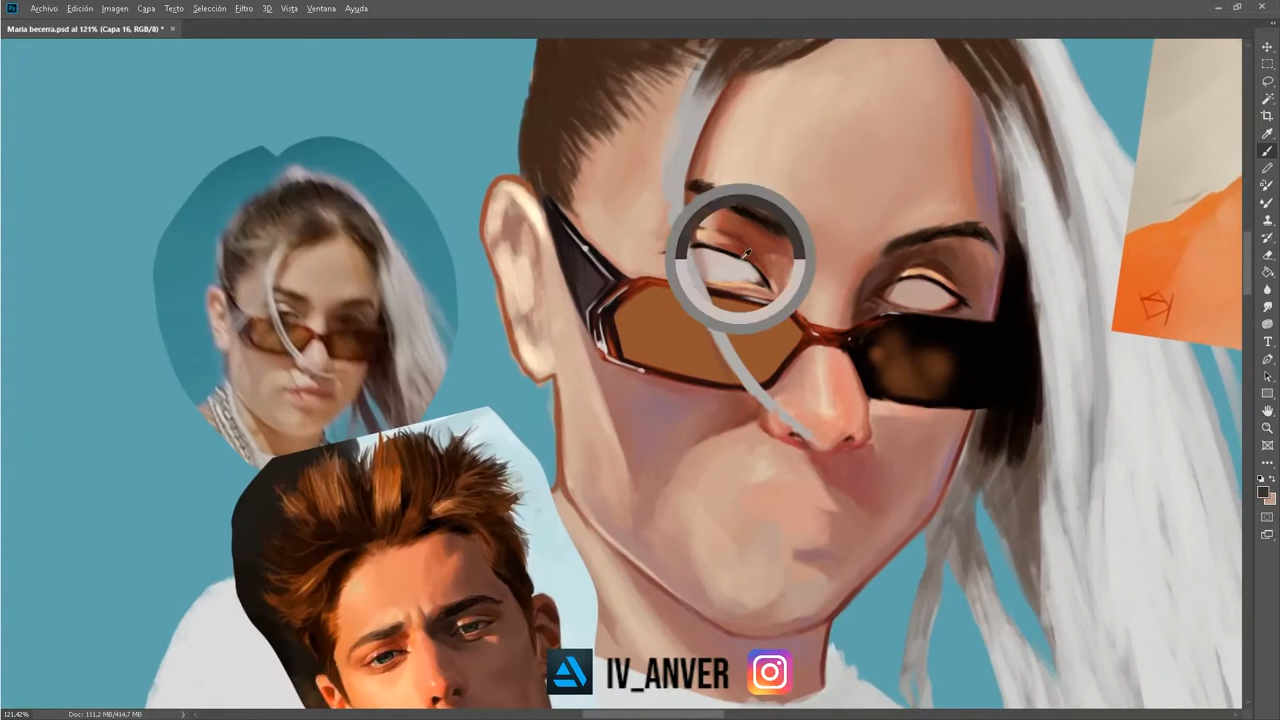 Ps Archivo Edición Imagen Capa Texto Selección Filtro 3D Vista Ventana Ayuda
Maria becerra.psd al 121% (Capa 16, RGB/8) * ×
IV_ANVER
121,42% Doc: 111,2 MB/414,7 MB